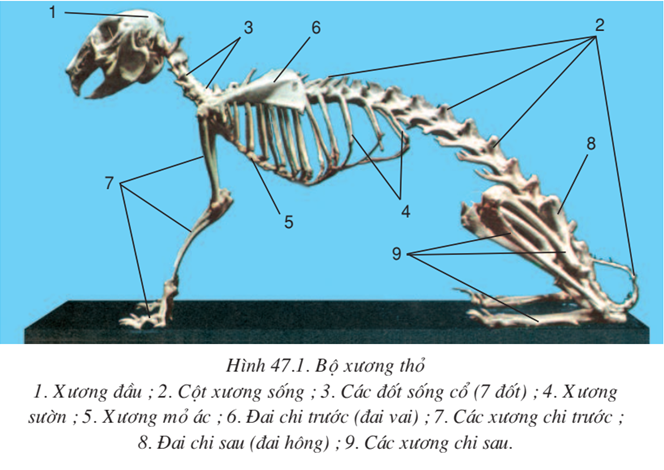 1
3
6
2
8
7
5
4
9
Hình 47.1. Bộ xương thỏ
1. Xương đầu ; 2. Cột xương sống ; 3. Các đốt sống cổ (7 đốt) ; 4. Xương
sườn ; 5. Xương mỏ ác ; 6. Đai chi trước (đai vai) ; 7. Các xương chi trước ;
8. Đai chi sau (đai hông) ; 9. Các xương chi sau.